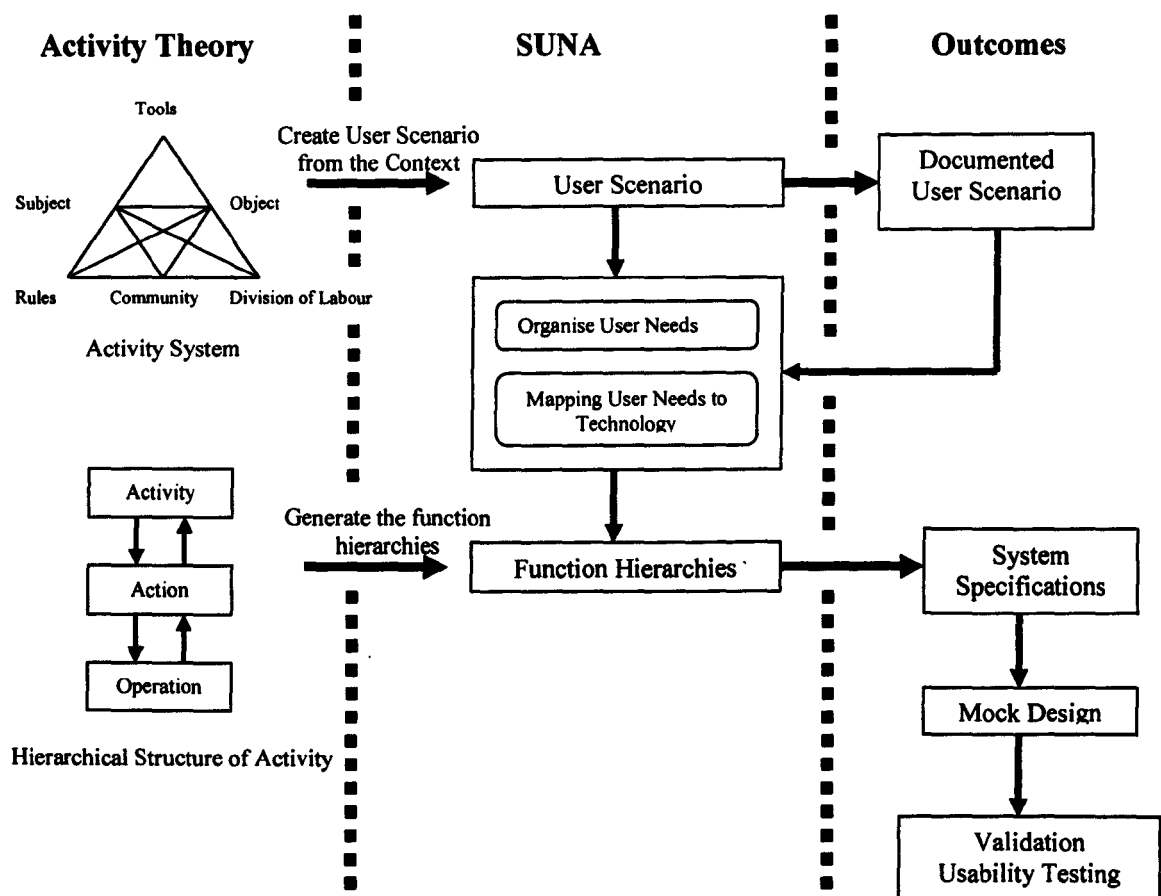 Activity Theory
SUNA
Outcomes
Tools
Subject
Object
Rules
Community
Division of Labour
Activity System
Create User Scenario
from the Context
User Scenario
Documented
User Scenario
Organise User Needs
Mapping User Needs to
Technology
Activity
Action
Operation
Hierarchical Structure of Activity
Generate the function
hierarchies
Function Hierarchies
System
Specifications
Mock Design
Validation
Usability Testing